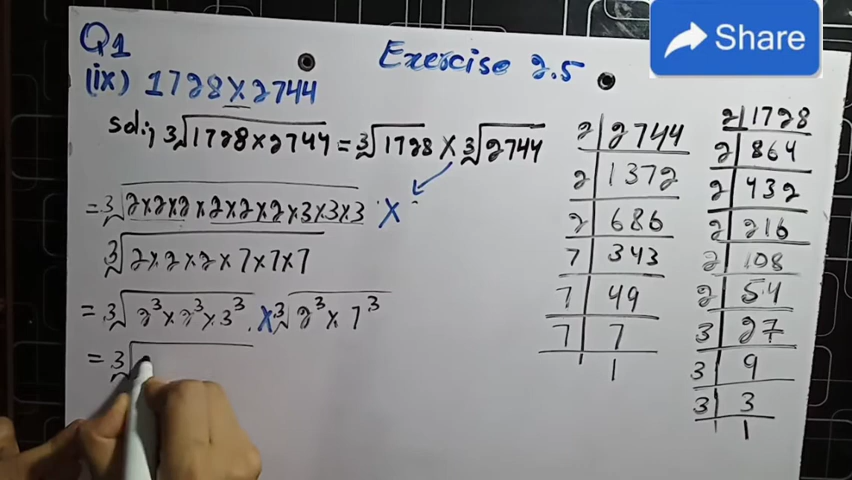 Q1
Exercise 2.5
Share
(ix) 1728 × 2744
sol; ∛1728×2744 = ∛1728 × ∛2744
= ∛2×2×2×2×2×2×3×3×3 ×
∛2×2×2×7×7×7
= ∛2³×2³×3³ × ∛2³×7³
= ∛
2 | 2744
2 | 1372
2 | 686
7 | 343
7 | 49
7 | 7
1
2 | 1728
2 | 864
2 | 432
2 | 216
2 | 108
2 | 54
3 | 27
3 | 9
3 | 3
1